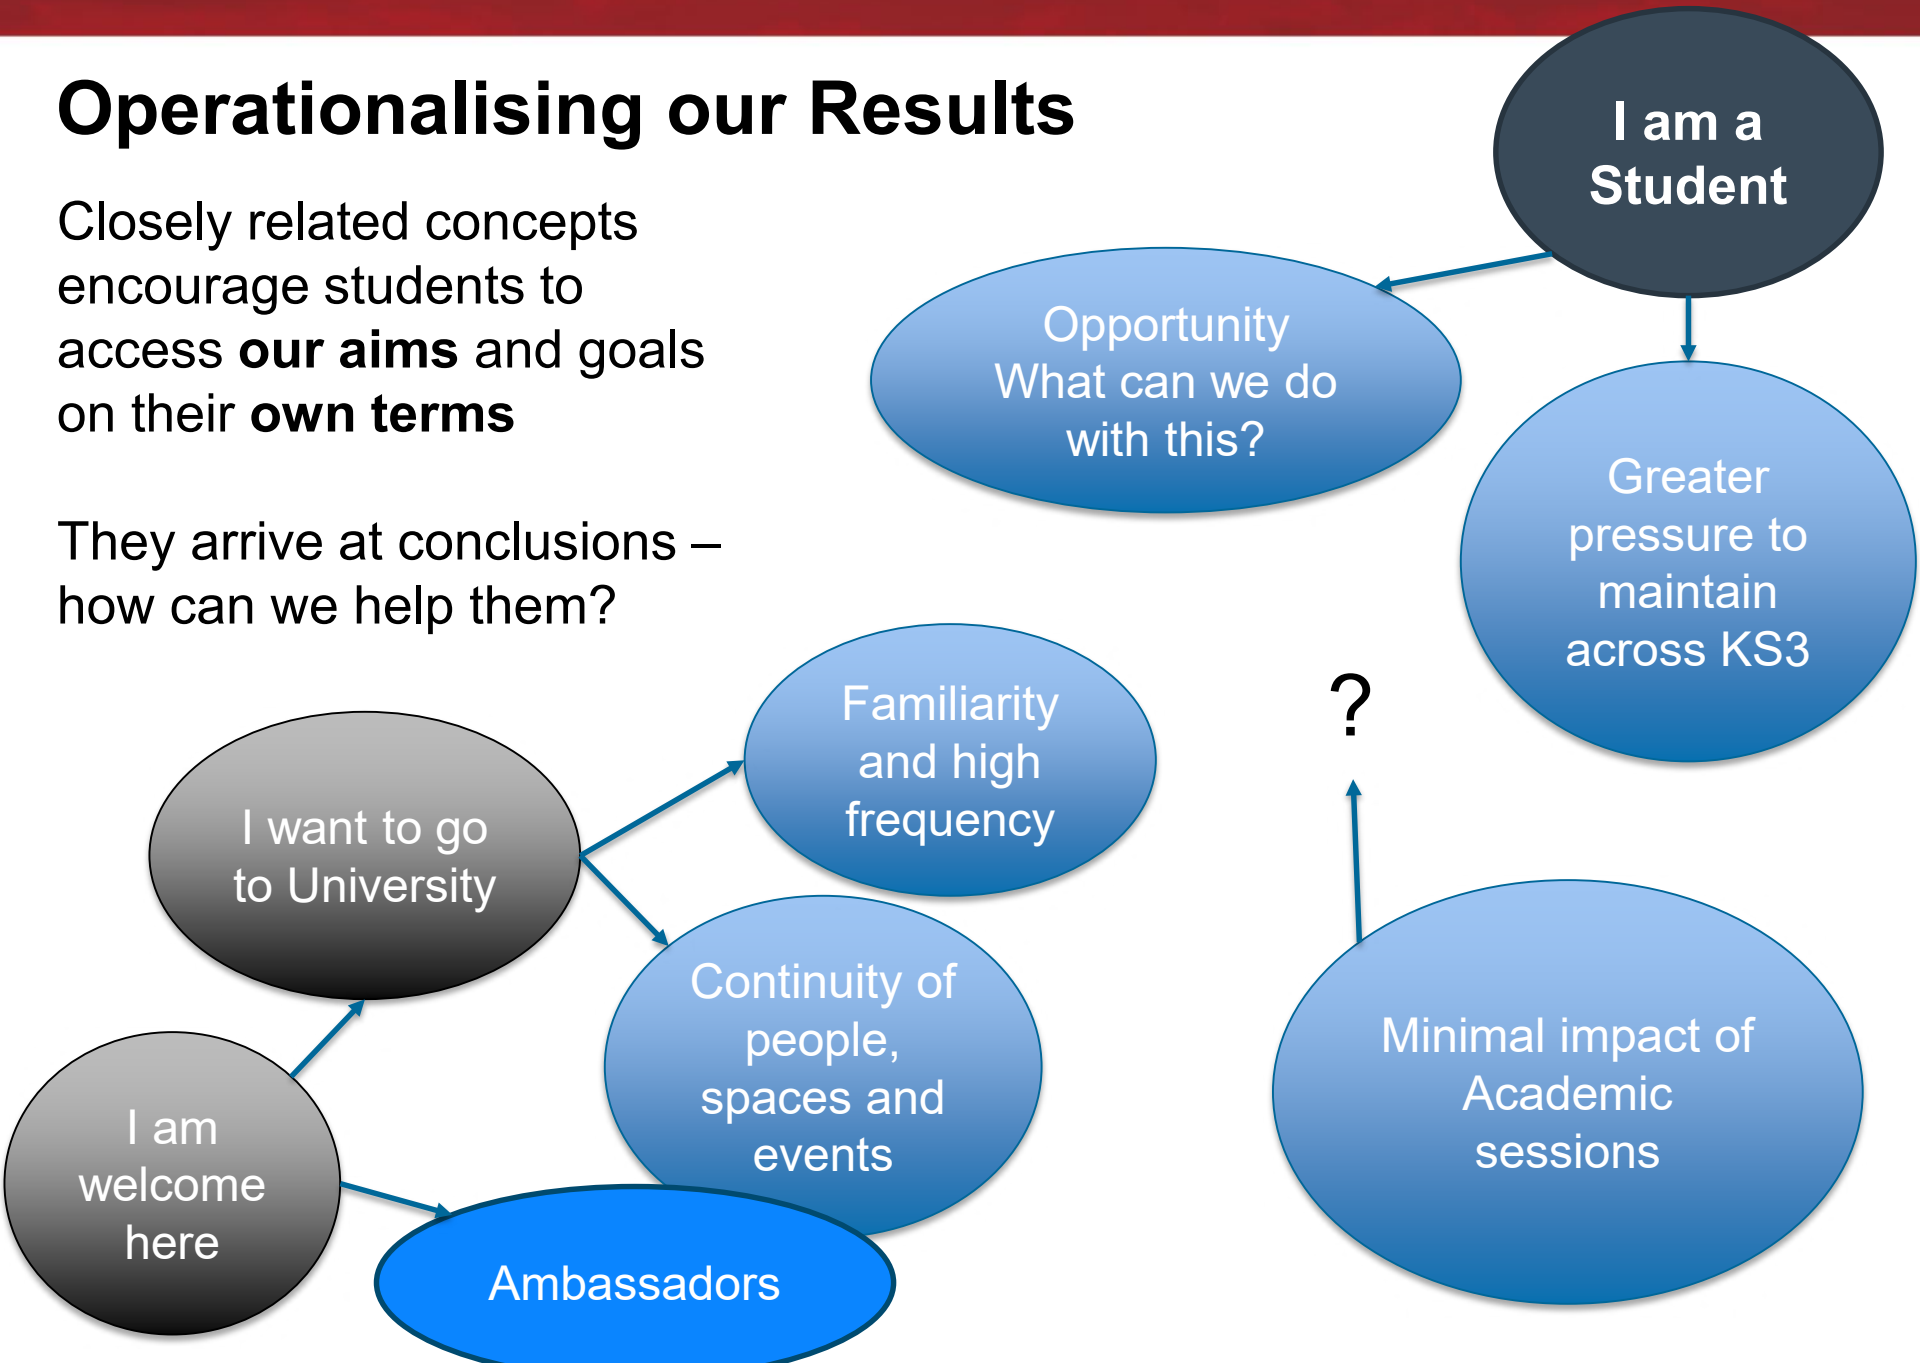 Operationalising our Results
Closely related concepts
encourage students to
access our aims and goals
on their own terms
They arrive at conclusions –
how can we help them?
I am a
Student
Opportunity
What can we do
with this?
Greater
pressure to
maintain
across KS3
Familiarity
and high
frequency
?
I want to go
to University
Continuity of
people,
spaces and
events
Minimal impact of
Academic
sessions
I am
welcome
here
Ambassadors